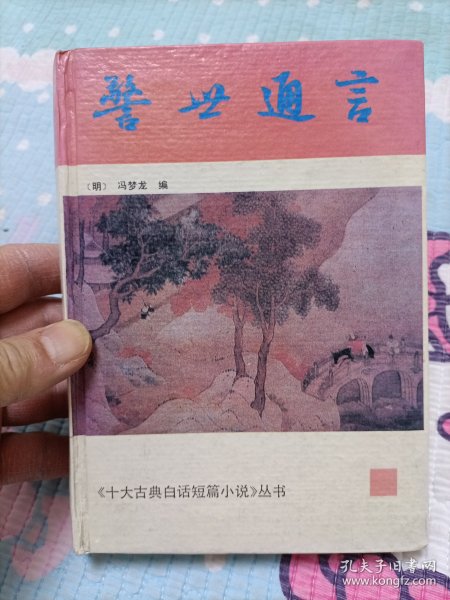 警世通言
〔明〕 冯梦龙 编
《十大古典白话短篇小说》丛书
孔夫子旧书网
www.kongfz.com